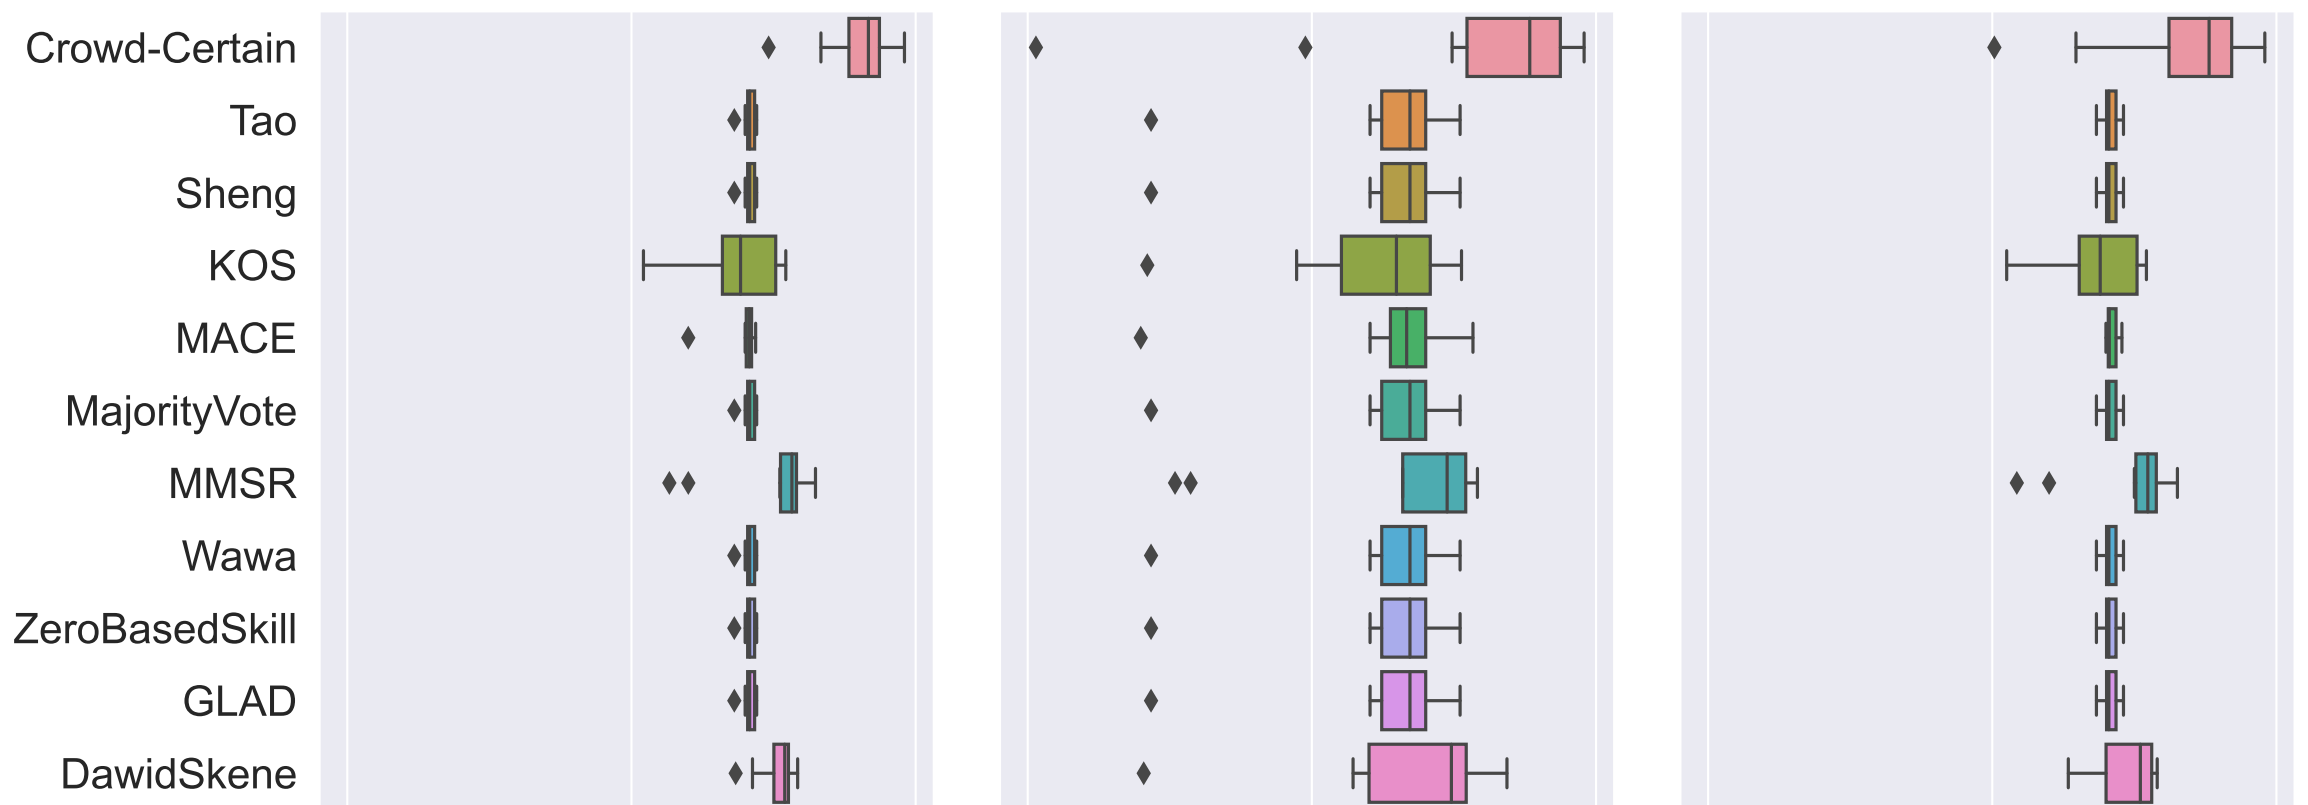 Crowd-Certain
Tao
Sheng
KOS
MACE
MajorityVote
MMSR
Wawa
ZeroBasedSkill
GLAD
DawidSkene